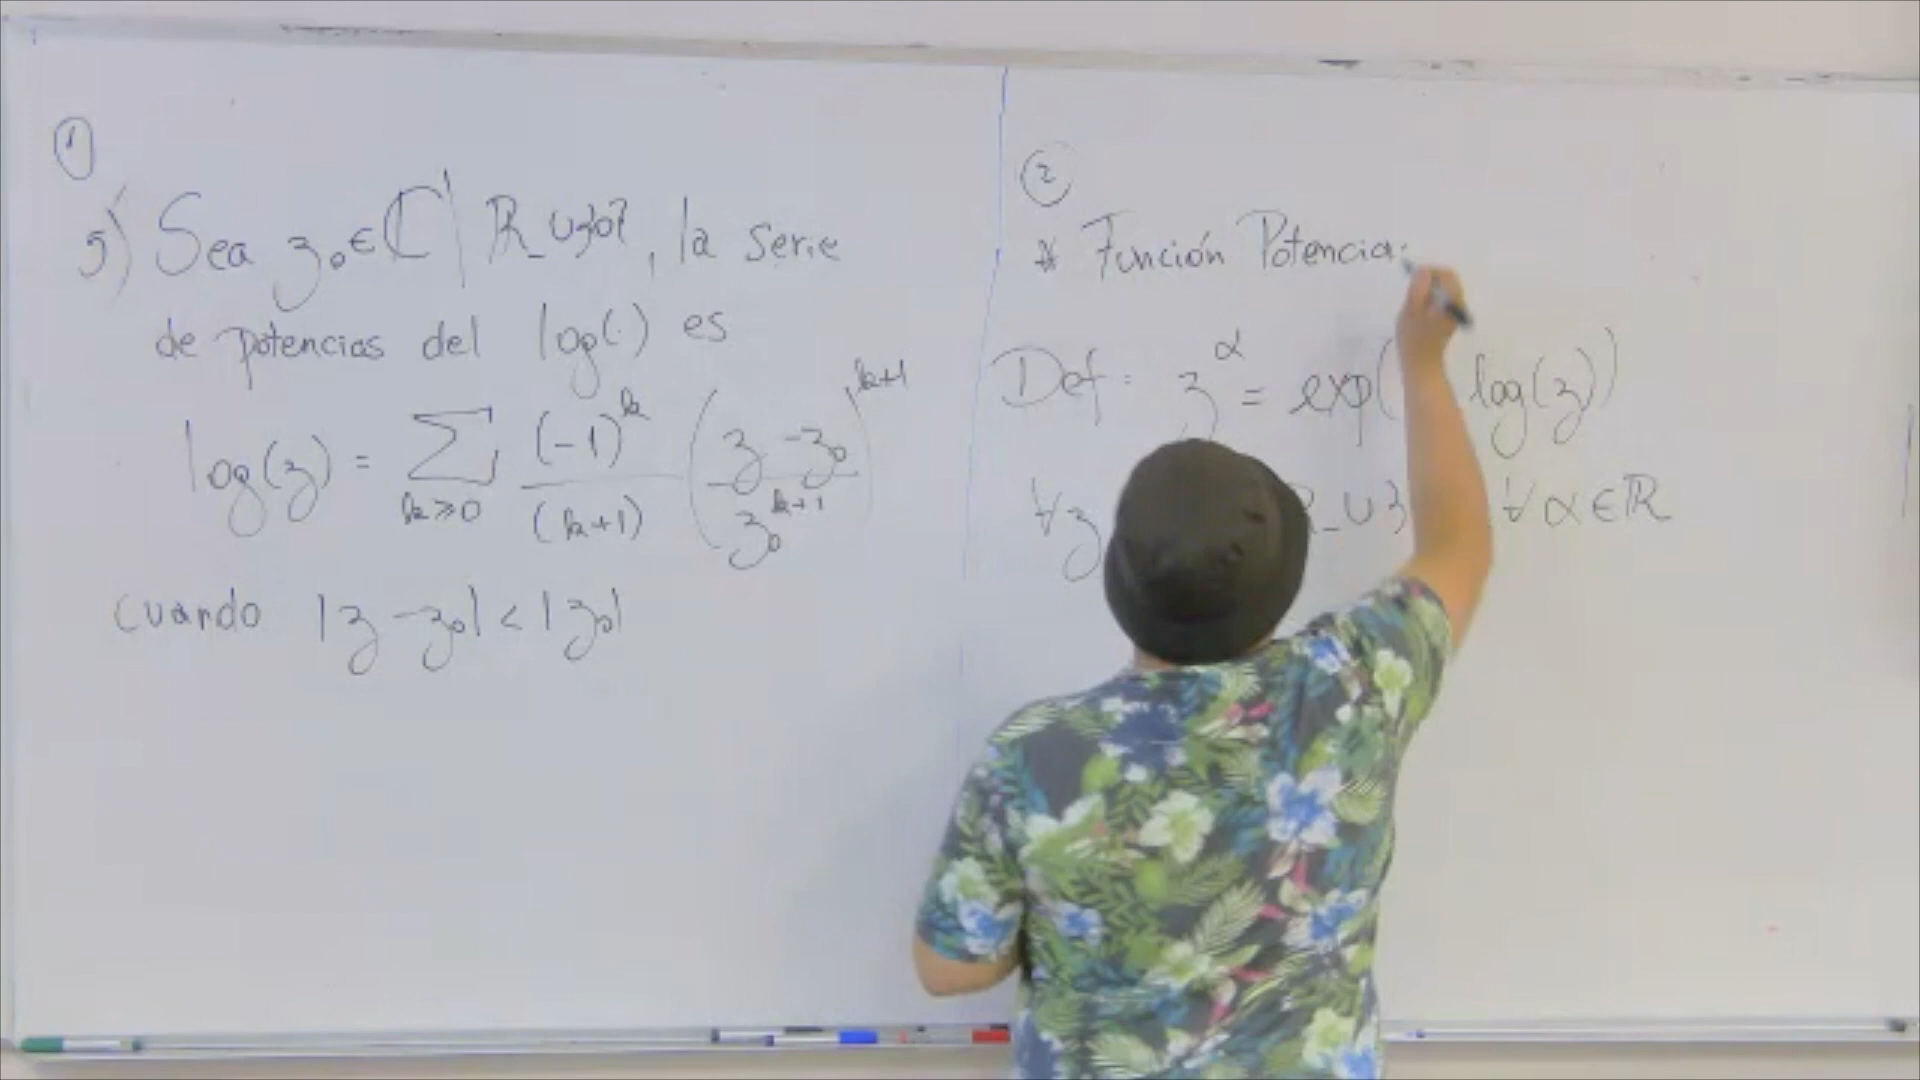 ①
5) Sea z₀ ∈ ℂ \ ℝ_ ∪ {0}, la serie
de potencias del log(·) es
log(z) = ∑_{k≥0} (-1)^k / (k+1) ( z - z₀ / z₀^{k+1} )^{k+1}
cuando |z - z₀| < |z₀|
②
* Función Potencia:
Def: z^α = exp( log(z))
∀z ℝ_ ∪ { ∀ α ∈ ℝ